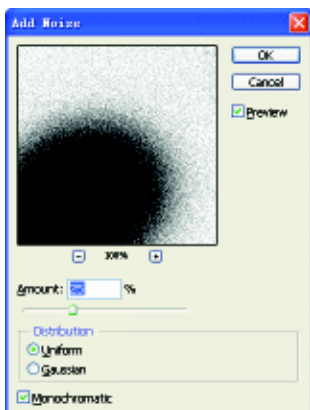 Add Noise
OK
Cancel
Preview
100%
Amount: %
Distribution
Uniform
Gaussian
Monochromatic